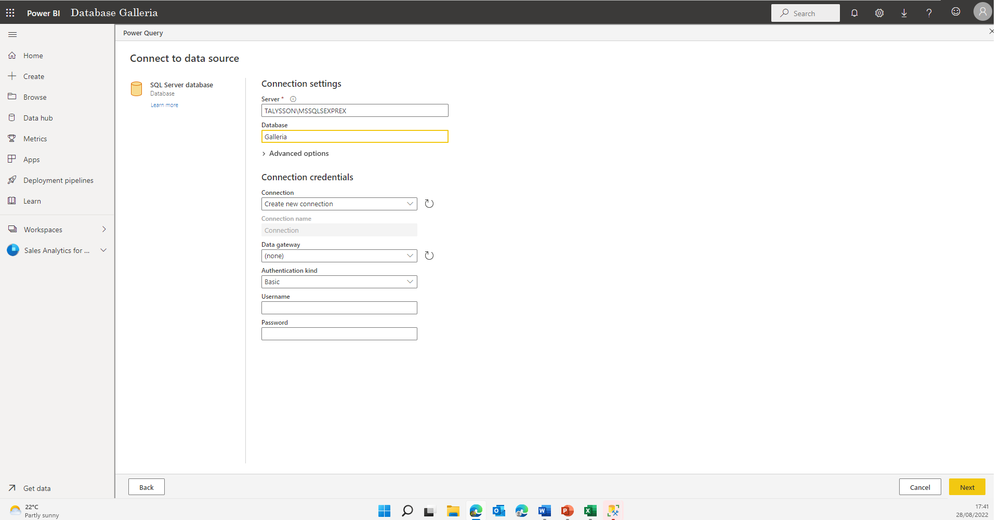 Power BI Database Galleria
Search
Power Query
Home
Create
Browse
Data hub
Metrics
Apps
Deployment pipelines
Learn
Workspaces
Sales Analytics for ...
Get data
Connect to data source
SQL Server database
Database
Learn more
Connection settings
Server *
TALYSSON\MSSQLSEXPREX
Database
Galleria
Advanced options
Connection credentials
Connection
Create new connection
Connection name
Connection
Data gateway
(none)
Authentication kind
Basic
Username
Password
Back
Cancel
Next
22°C
Partly sunny
17:41
28/08/2022